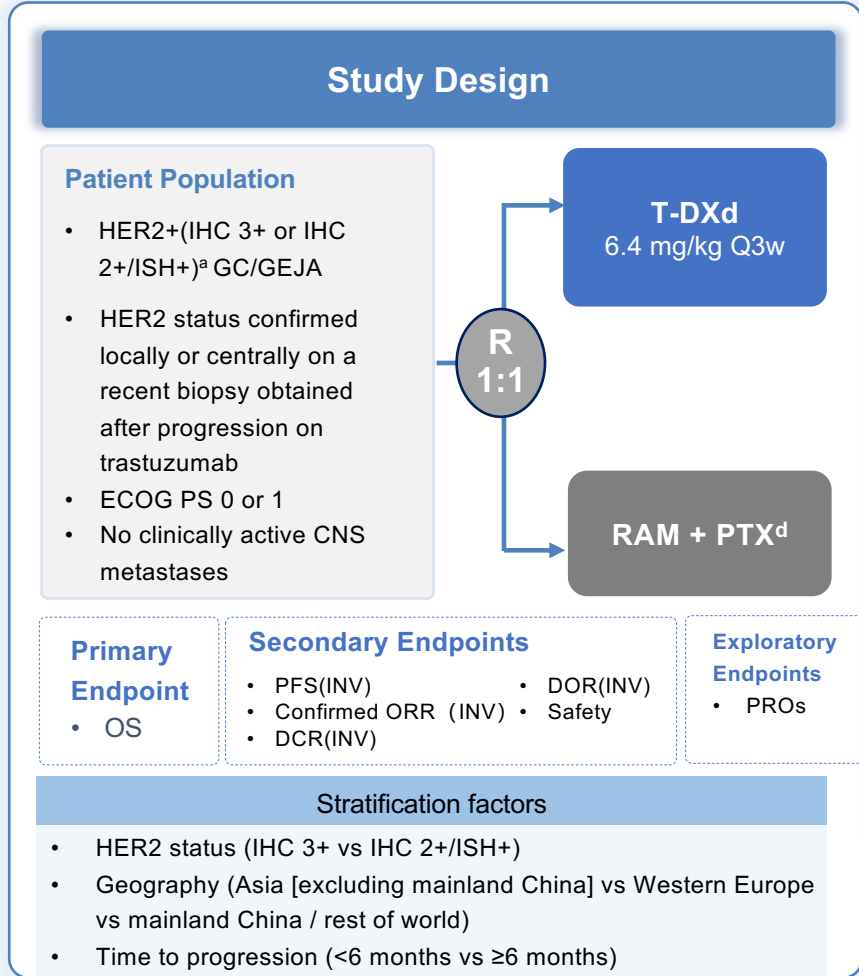 Study Design
Patient Population
• HER2+(IHC 3+ or IHC
2+/ISH+)ᵃ GC/GEJA
• HER2 status confirmed
locally or centrally on a
recent biopsy obtained
after progression on
trastuzumab
• ECOG PS 0 or 1
• No clinically active CNS
metastases
R
1:1
T-DXd
6.4 mg/kg Q3w
RAM + PTXᵈ
Primary
Endpoint
• OS
Secondary Endpoints
• PFS(INV)
• Confirmed ORR (INV)
• DCR(INV)
• DOR(INV)
• Safety
Exploratory
Endpoints
• PROs
Stratification factors
• HER2 status (IHC 3+ vs IHC 2+/ISH+)
• Geography (Asia [excluding mainland China] vs Western Europe
vs mainland China / rest of world)
• Time to progression (<6 months vs ≥6 months)